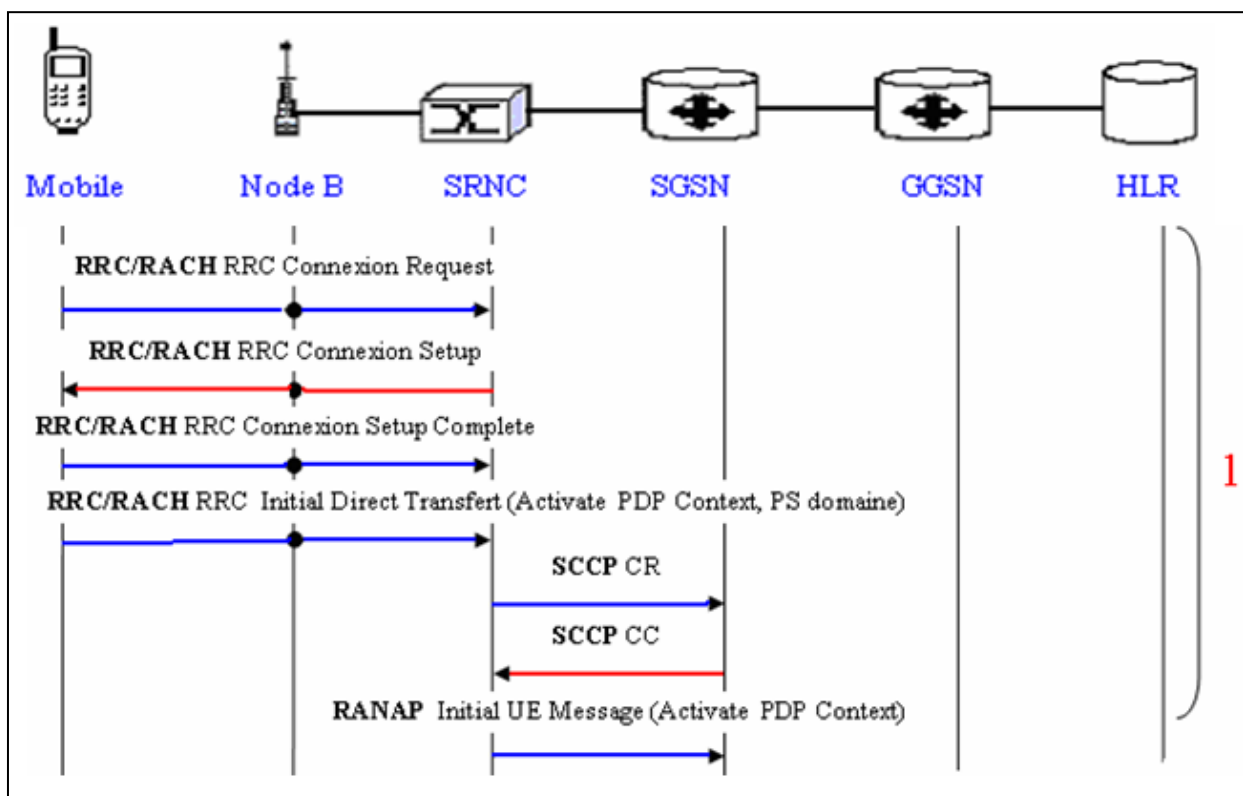 Mobile Node B SRNC SGSN GGSN HLR
RRC/RACH RRC Connexion Request
RRC/RACH RRC Connexion Setup
RRC/RACH RRC Connexion Setup Complete
RRC/RACH RRC Initial Direct Transfert (Activate PDP Context, PS domaine)
1
SCCP CR
SCCP CC
RANAP Initial UE Message (Activate PDP Context)